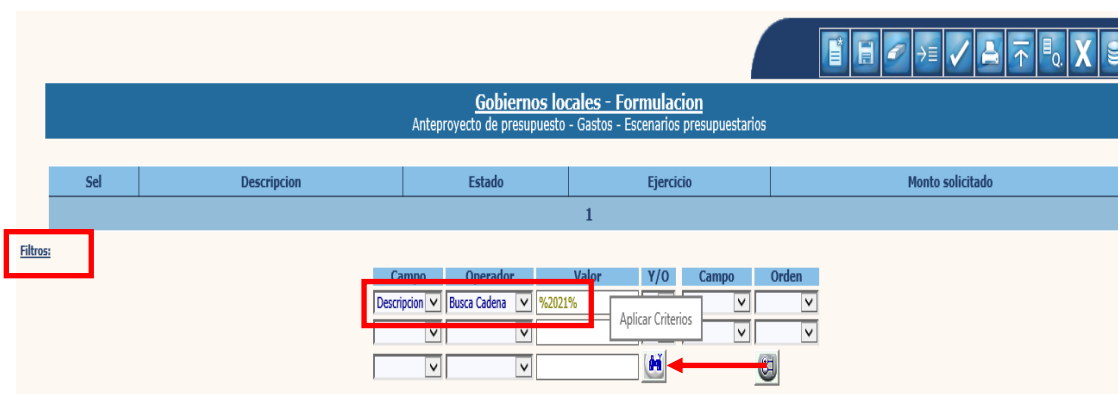 Gobiernos locales - Formulacion
Anteproyecto de presupuesto - Gastos - Escenarios presupuestarios
Sel Descripcion Estado Ejercicio Monto solicitado
1
Filtros:
Campo Operador Valor Y/O Campo Orden
Descripcion Busca Cadena %2021%
Aplicar Criterios